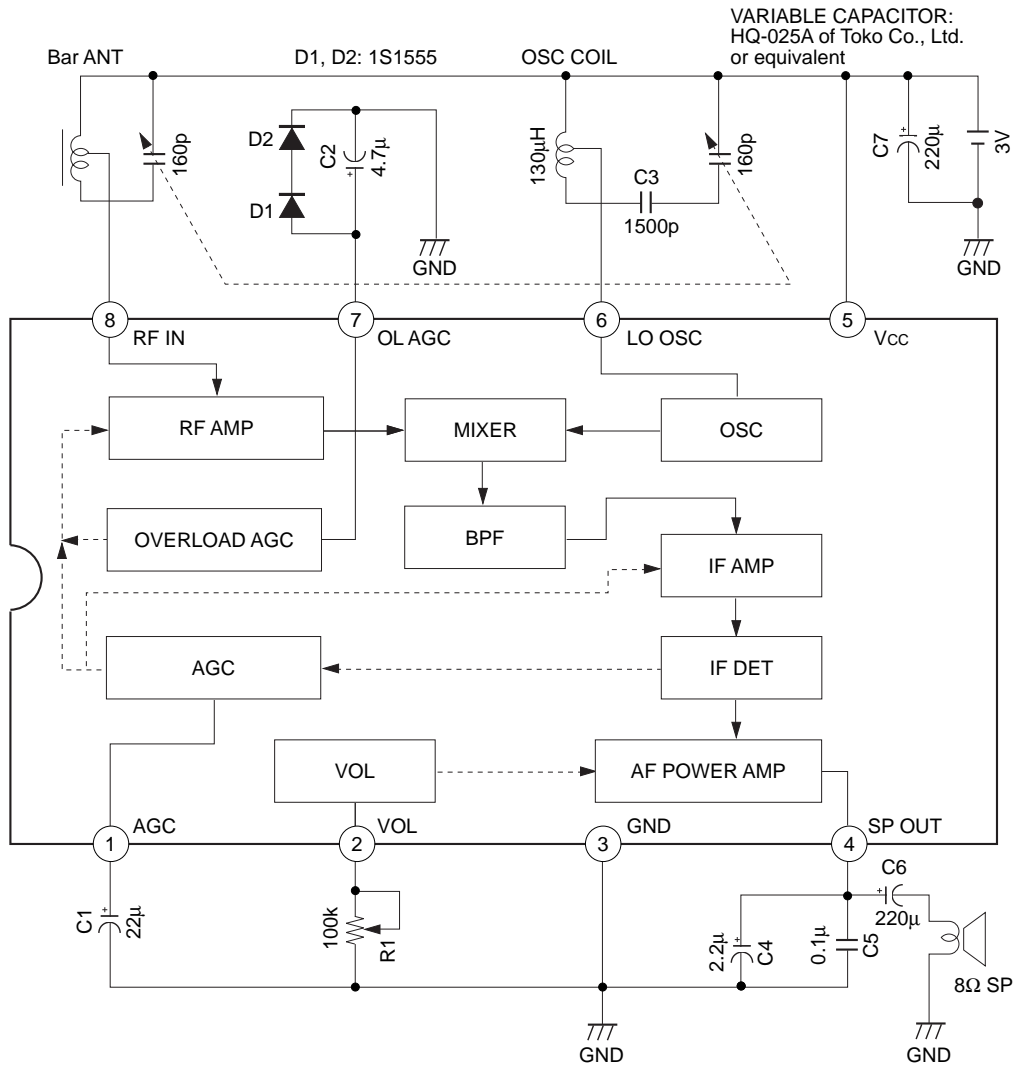 VARIABLE CAPACITOR:
HQ-025A of Toko Co., Ltd.
or equivalent
Bar ANT
D1, D2: 1S1555
OSC COIL
160p
D2
D1
C2
4.7μ
GND
130μH
C3
1500p
160p
C7
220μ
3V
GND
8
RF IN
7
OL AGC
6
LO OSC
5
Vcc
RF AMP
MIXER
OSC
OVERLOAD AGC
BPF
IF AMP
AGC
IF DET
VOL
AF POWER AMP
1
AGC
2
VOL
3
GND
4
SP OUT
C1
22μ
100k
R1
2.2μ
C4
0.1μ
C5
C6
220μ
8Ω SP
GND
GND